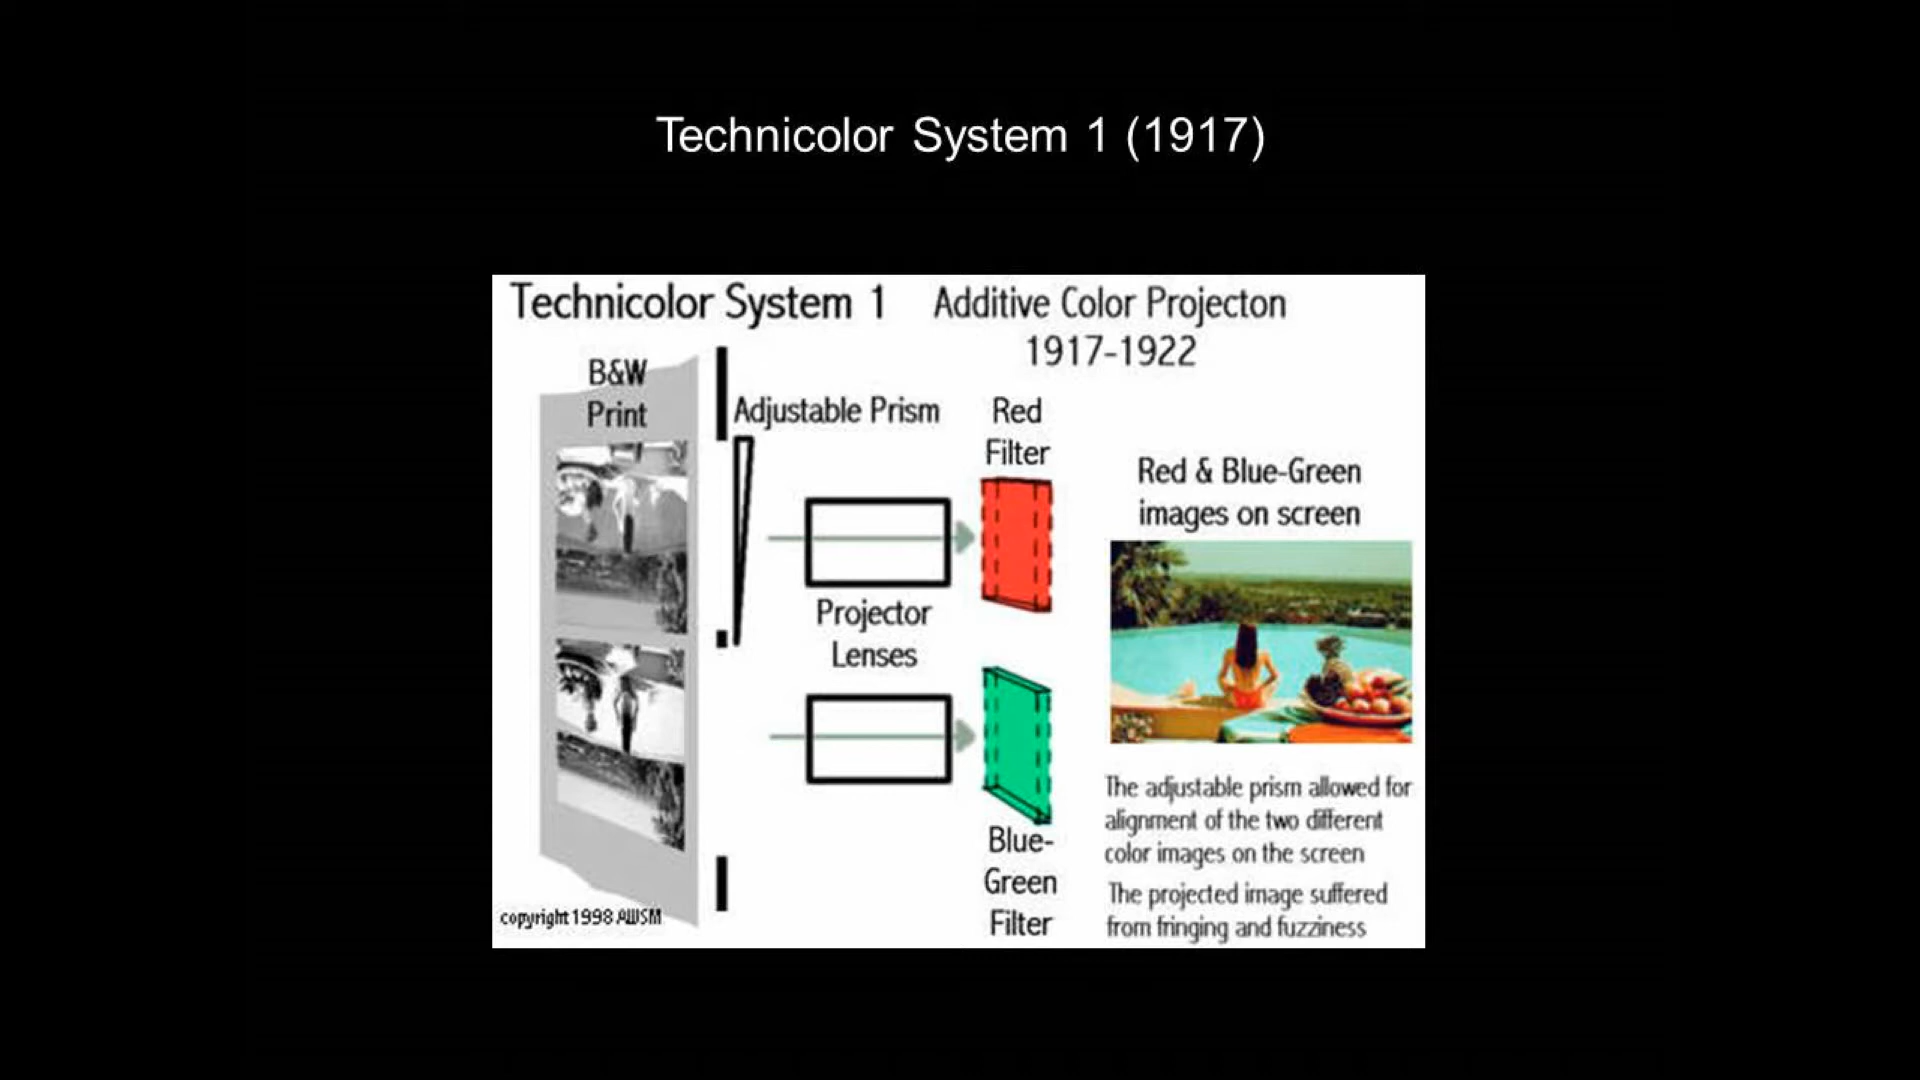 Technicolor System 1 (1917)
Technicolor System 1
Additive Color Projecton
1917-1922
B&W
Print
Adjustable Prism
Red
Filter
Projector
Lenses
Blue-
Green
Filter
Red & Blue-Green
images on screen
The adjustable prism allowed for
alignment of the two different
color images on the screen
The projected image suffered
from fringing and fuzziness
copyright 1998 AWSM